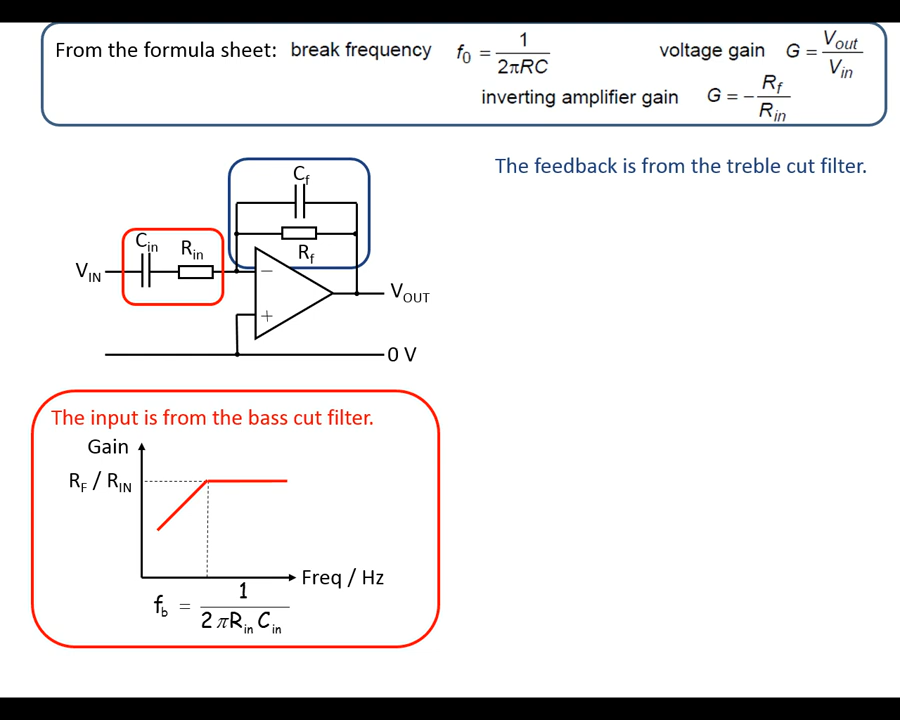 From the formula sheet: break frequency f0 = 1 / 2πRC voltage gain G = Vout / Vin
inverting amplifier gain G = − Rf / Rin
The feedback is from the treble cut filter.
Cf
Cin Rin
Rf
VIN
−
VOUT
+
0 V
The input is from the bass cut filter.
Gain
RF / RIN
Freq / Hz
fb = 1 / 2πRin Cin